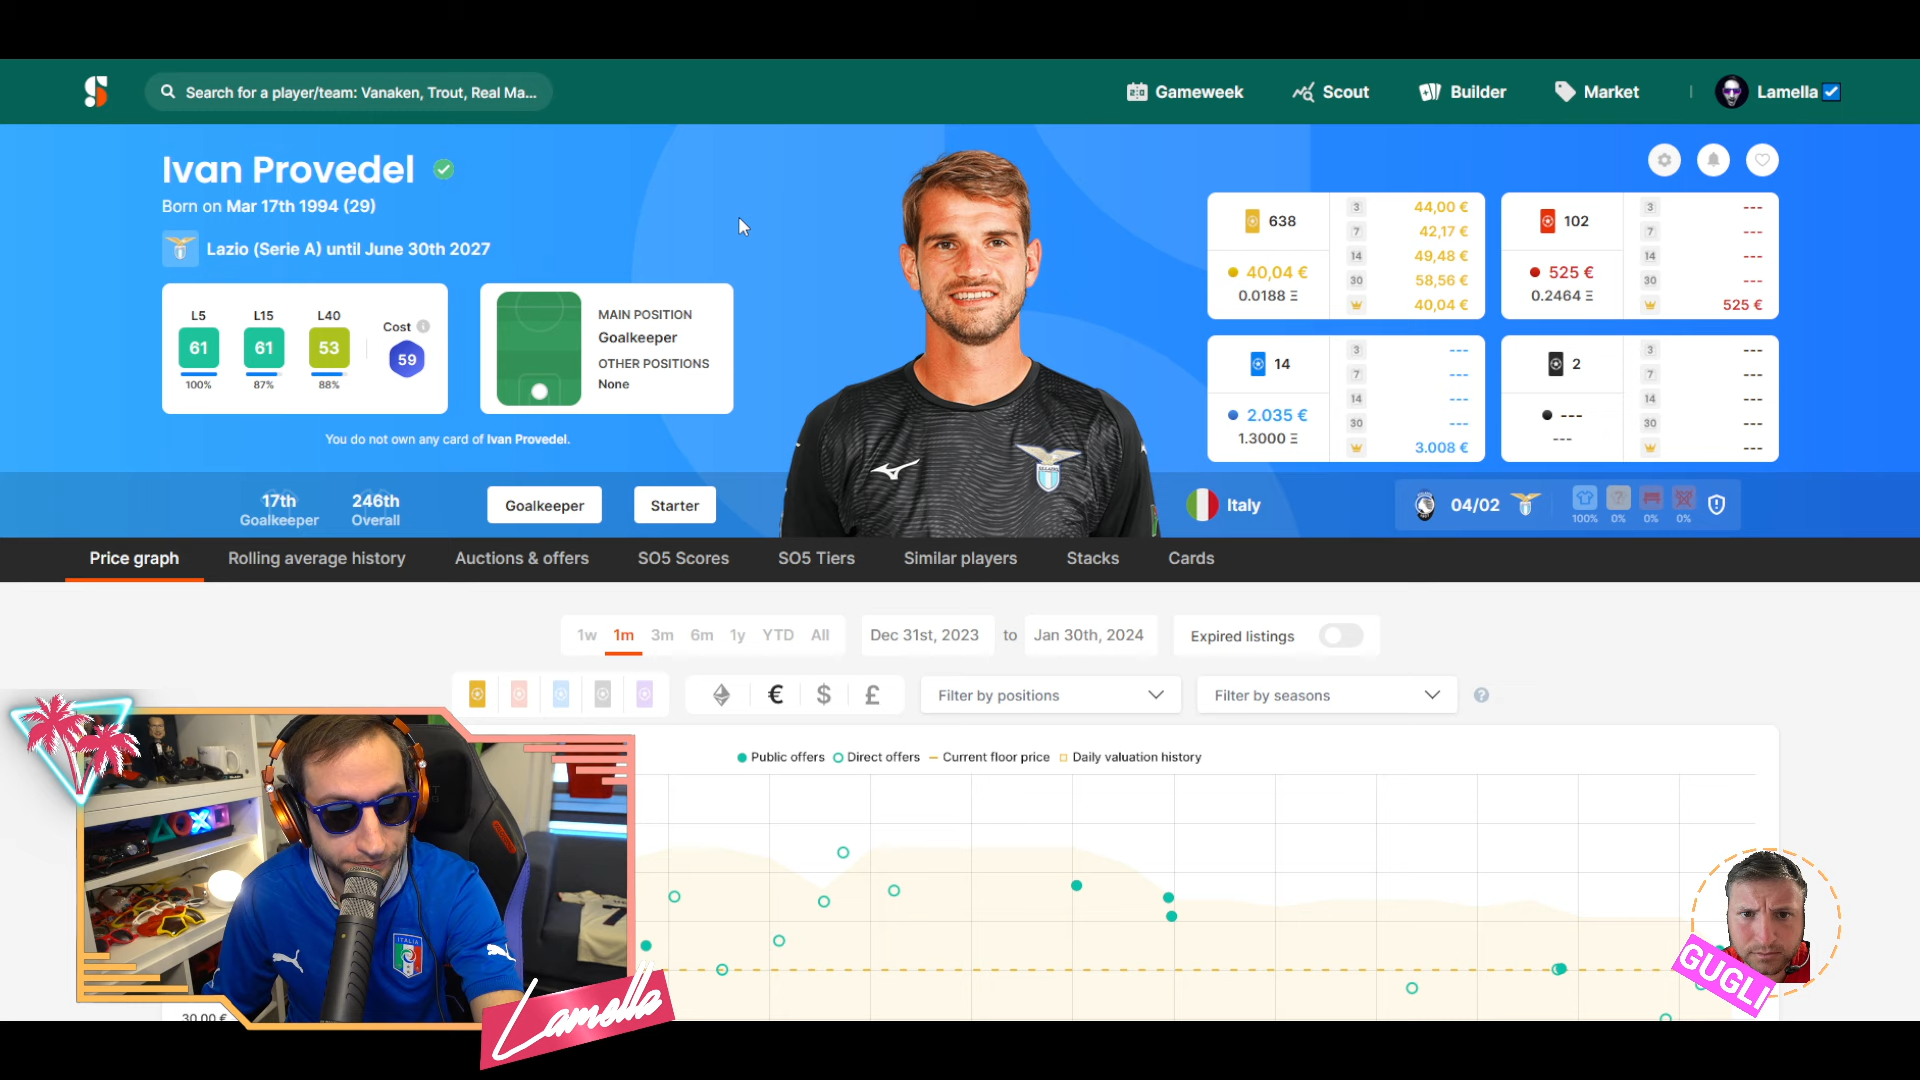 Search for a player/team: Vanaken, Trout, Real Ma...
Gameweek
Scout
Builder
Market
Lamella
Ivan Provedel
Born on Mar 17th 1994 (29)
Lazio (Serie A) until June 30th 2027
L5
L15
L40
Cost
61
61
53
59
100%
87%
88%
MAIN POSITION
Goalkeeper
OTHER POSITIONS
None
You do not own any card of Ivan Provedel.
638
40,04 €
0.0188 Ξ
3
44,00 €
7
42,17 €
14
49,48 €
30
58,56 €
40,04 €
102
525 €
0.2464 Ξ
3
---
7
---
14
---
30
---
525 €
14
2.035 €
1.3000 Ξ
3
---
7
---
14
---
30
---
3.008 €
2
---
---
3
---
7
---
14
---
30
---
---
17th
Goalkeeper
246th
Overall
Goalkeeper
Starter
Italy
04/02
100%
0%
0%
0%
Price graph
Rolling average history
Auctions & offers
SO5 Scores
SO5 Tiers
Similar players
Stacks
Cards
1w
1m
3m
6m
1y
YTD
All
Dec 31st, 2023
to
Jan 30th, 2024
Expired listings
€
$
£
Filter by positions
Filter by seasons
?
Public offers
Direct offers
Current floor price
Daily valuation history
30,00 €
ITALIA
Lamella
GUGLI